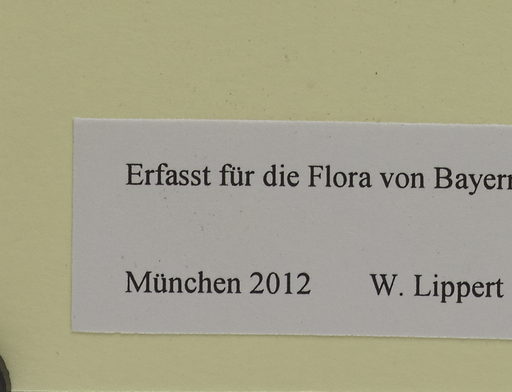 Erfasst für die Flora von Bayern
München 2012 W. Lippert